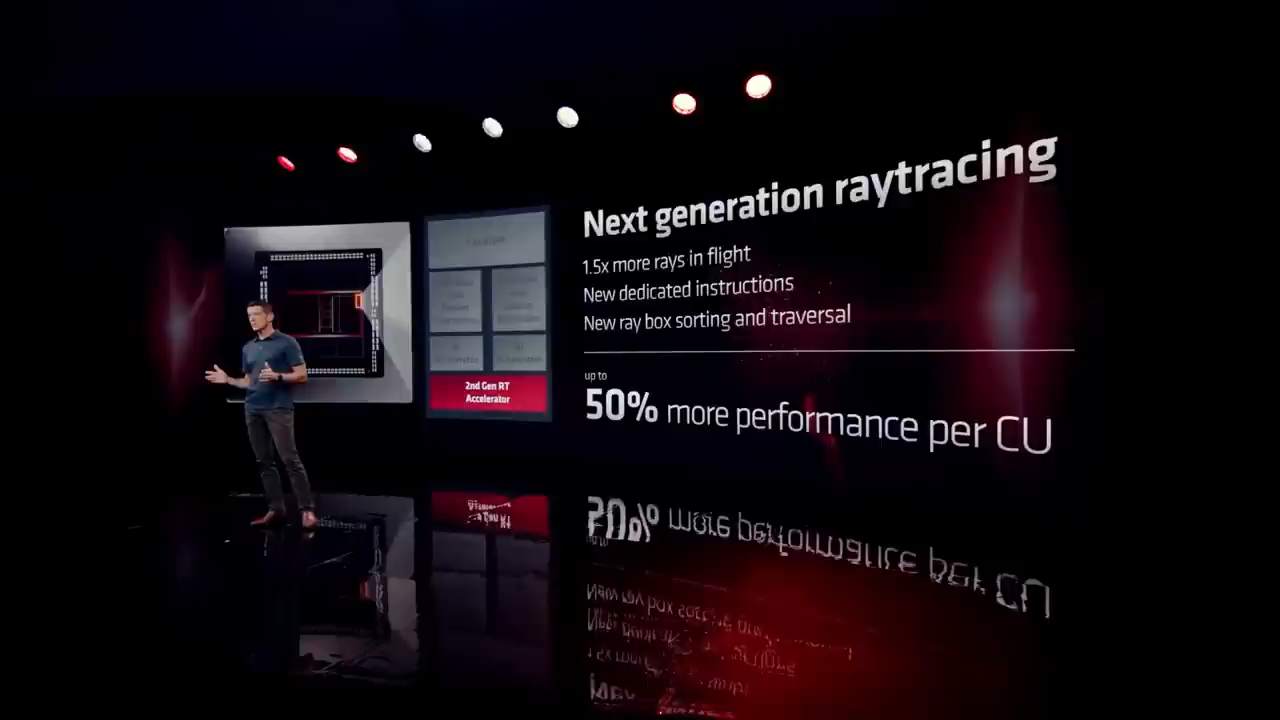 Next generation raytracing
1.5x more rays in flight
New dedicated instructions
New ray box sorting and traversal
up to
50% more performance per CU
2nd Gen RT
Accelerator